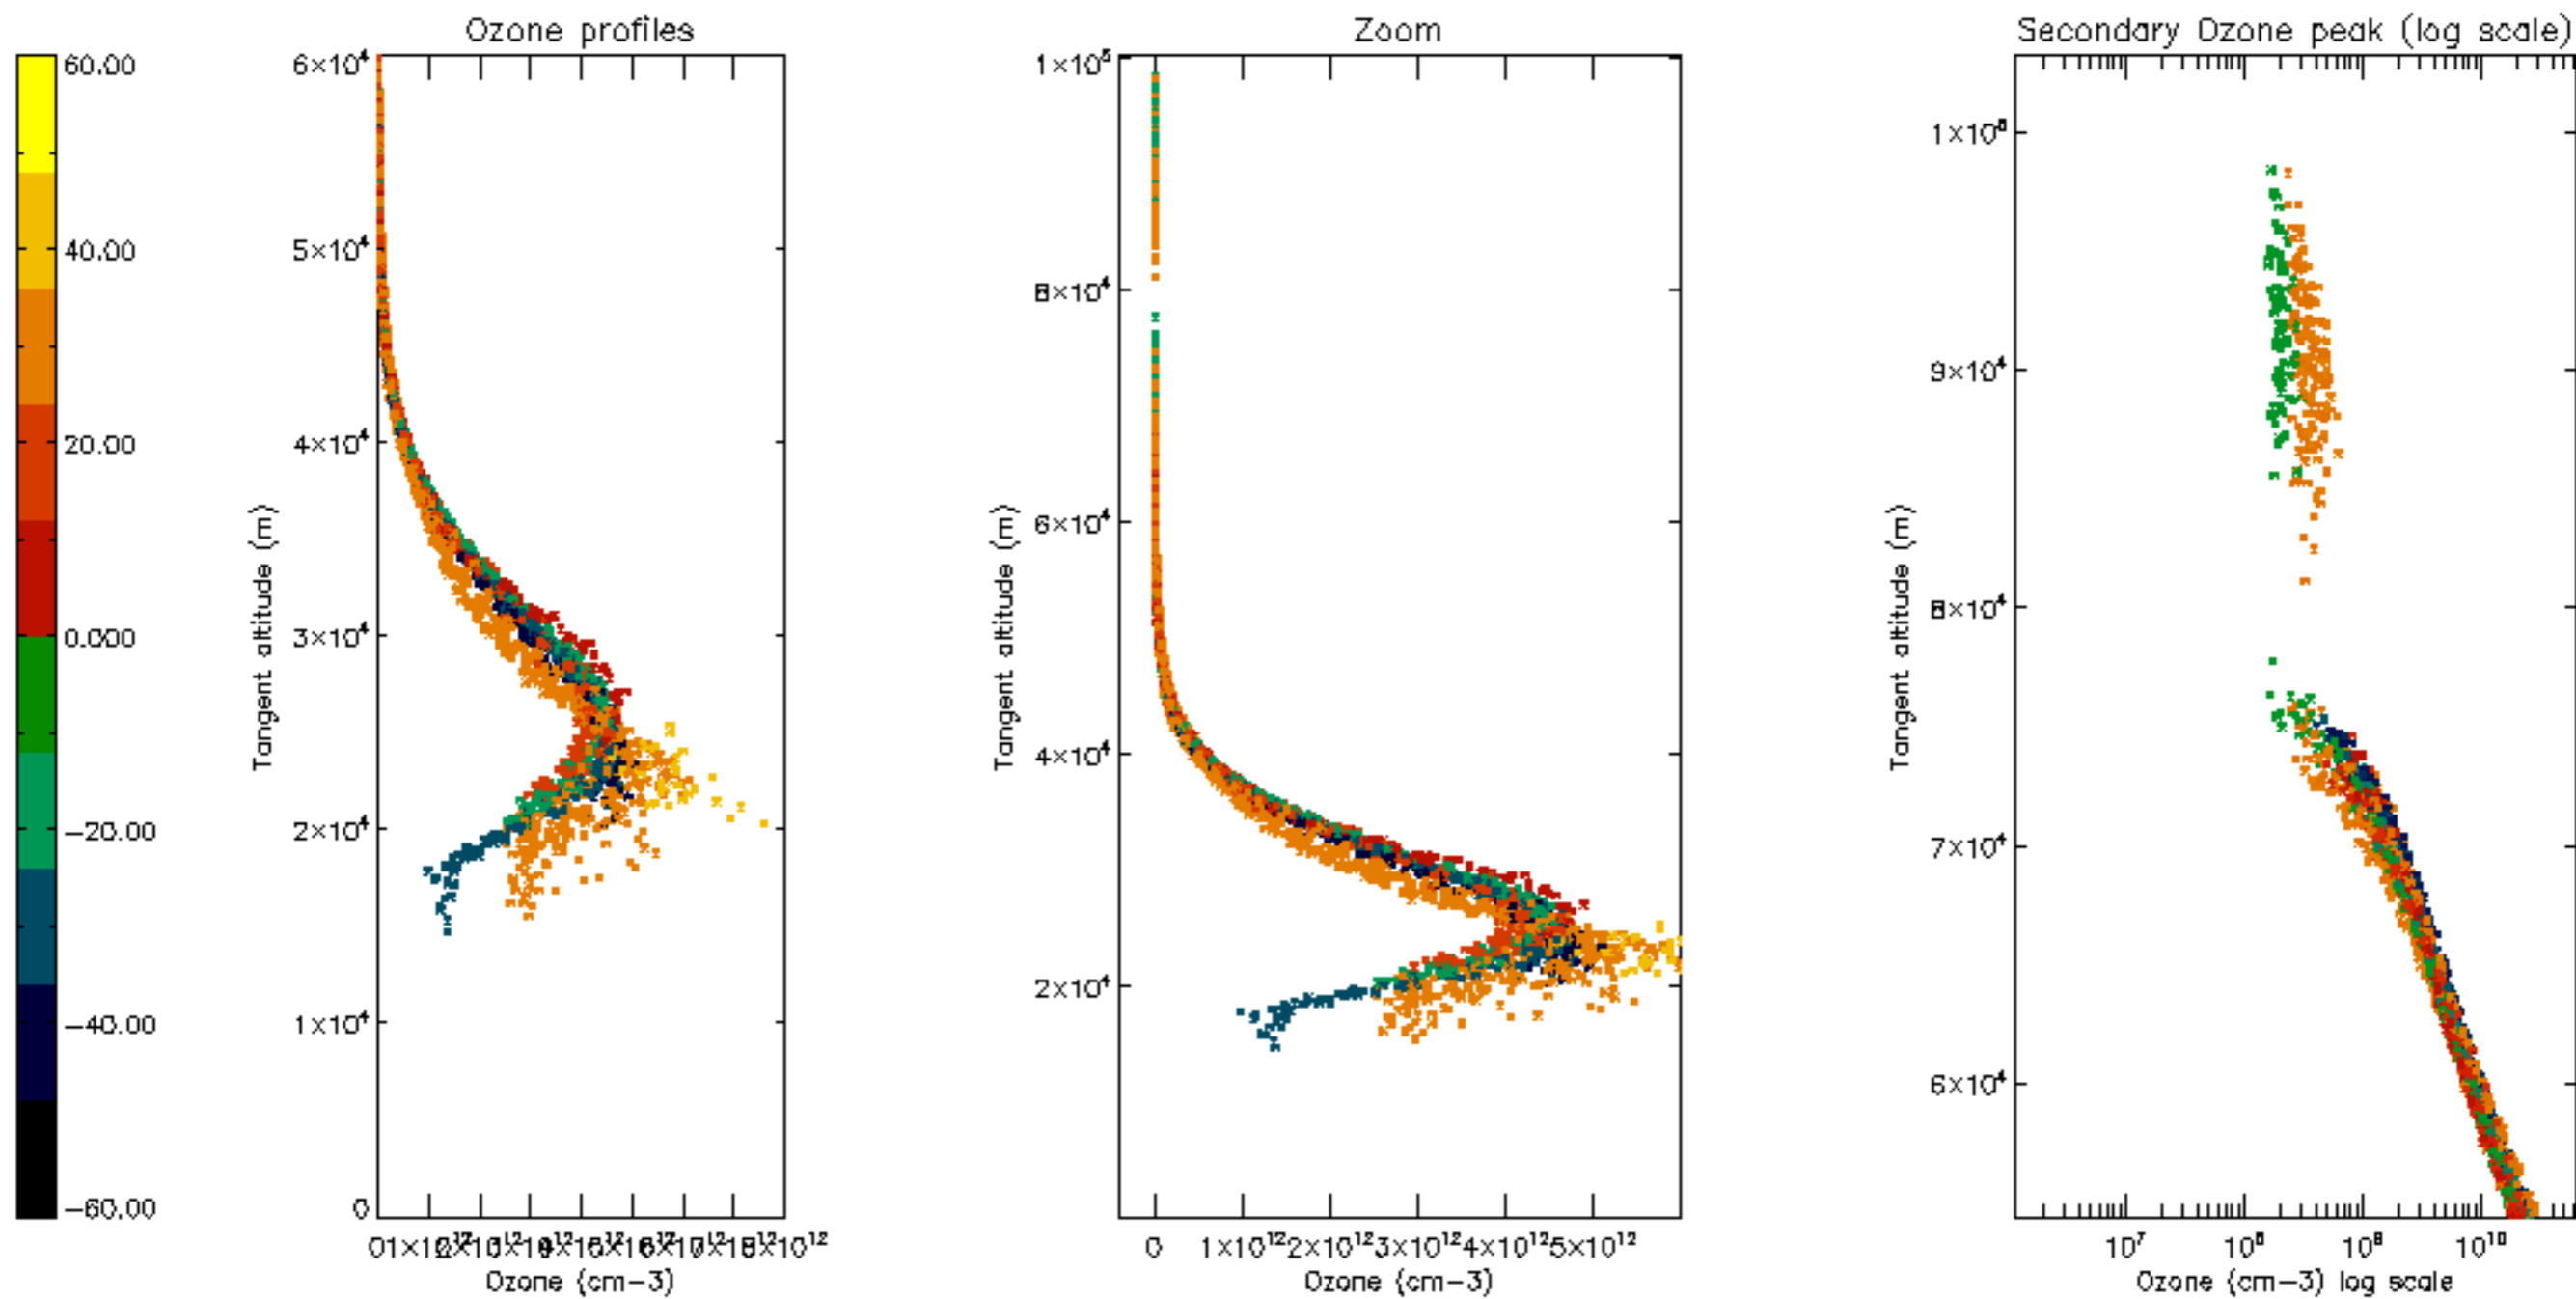 Ozone profiles
Zoom
Secondary Ozone peak (log scale)
60.00
40.00
20.00
0.000
-20.00
-40.00
-60.00
6×10⁴
5×10⁴
4×10⁴
3×10⁴
2×10⁴
1×10⁴
0
Tangent altitude (m)
Ozone (cm-3)
1×10⁵
8×10⁴
6×10⁴
4×10⁴
2×10⁴
Tangent altitude (m)
0 1×10¹² 2×10¹² 3×10¹² 4×10¹² 5×10¹²
Ozone (cm-3)
9×10⁴
8×10⁴
7×10⁴
6×10⁴
Tangent altitude (m)
10⁷ 10⁸ 10⁹ 10¹⁰
Ozone (cm-3) log scale